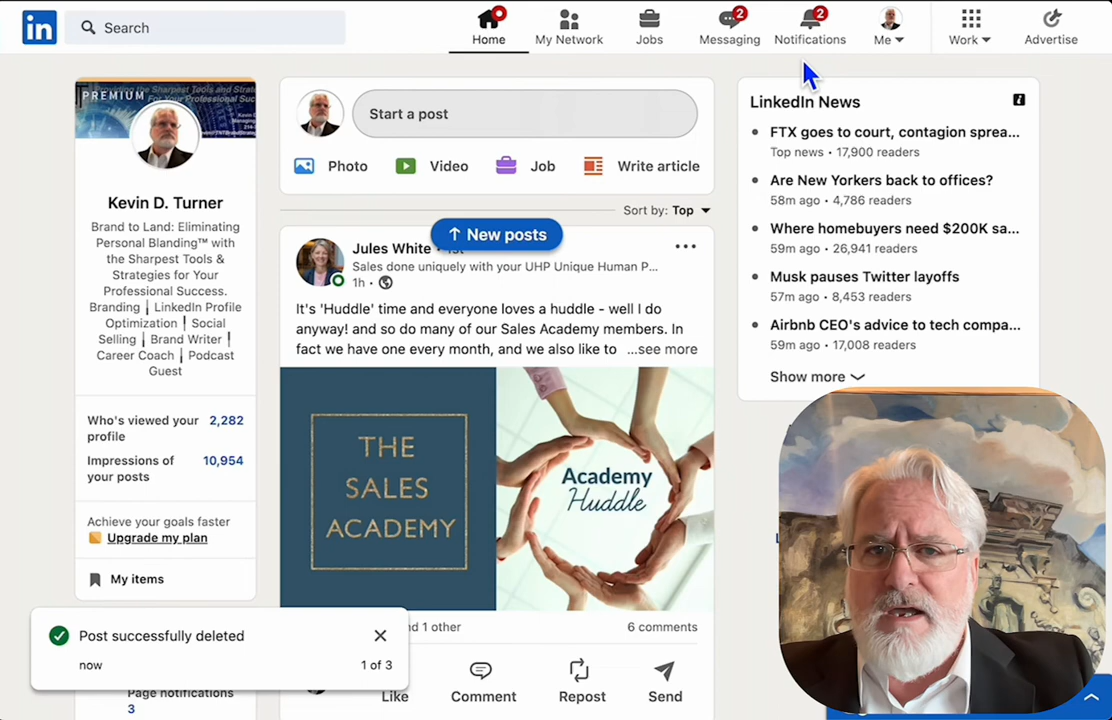 in
Search
Home
My Network
Jobs
2
Messaging
2
Notifications
Me
Work
Advertise
PREMIUM
Providing the Sharpest Tools and Strate
Kevin D. Turner
Brand to Land: Eliminating
Personal Blanding™ with
the Sharpest Tools &
Strategies for Your
Professional Success.
Branding | LinkedIn Profile
Optimization | Social
Selling | Brand Writer |
Career Coach | Podcast
Guest
Who's viewed your 2,282
profile
Impressions of 10,954
your posts
Achieve your goals faster
Upgrade my plan
My items
Page notifications
3
Start a post
Photo
Video
Job
Write article
Sort by: Top
↑ New posts
Jules White
Sales done uniquely with your UHP Unique Human P...
1h •
It's 'Huddle' time and everyone loves a huddle - well I do
anyway! and so do many of our Sales Academy members. In
fact we have one every month, and we also like to ...see more
THE
SALES
ACADEMY
Academy
Huddle
nd 1 other
6 comments
Like
Comment
Repost
Send
Post successfully deleted
now
1 of 3
LinkedIn News
FTX goes to court, contagion sprea...
Top news • 17,900 readers
Are New Yorkers back to offices?
58m ago • 4,786 readers
Where homebuyers need $200K sa...
59m ago • 26,941 readers
Musk pauses Twitter layoffs
57m ago • 8,453 readers
Airbnb CEO's advice to tech compa...
59m ago • 17,008 readers
Show more